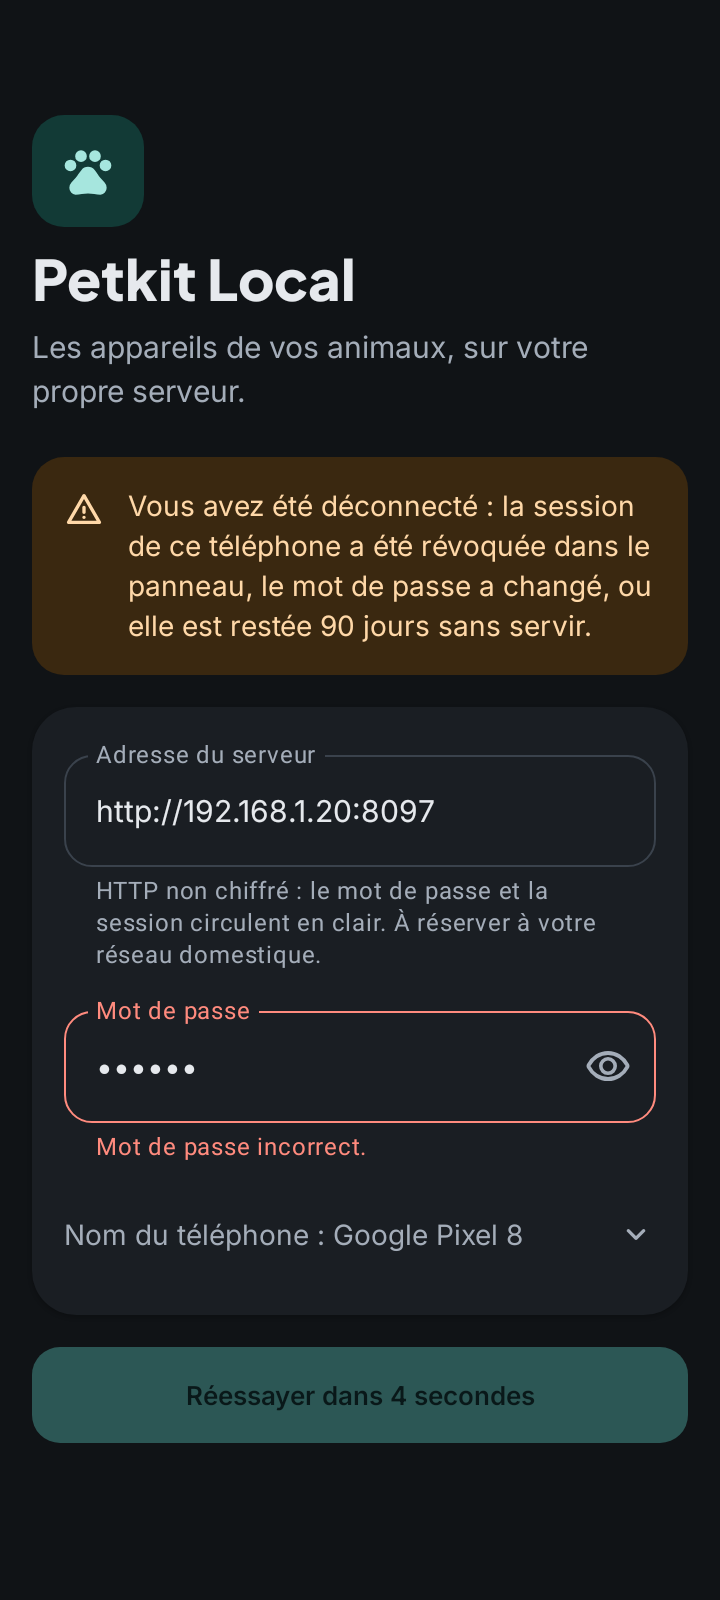 Petkit Local
Les appareils de vos animaux, sur votre
propre serveur.
Vous avez été déconnecté : la session
de ce téléphone a été révoquée dans le
panneau, le mot de passe a changé, ou
elle est restée 90 jours sans servir.
Adresse du serveur
http://192.168.1.20:8097
HTTP non chiffré : le mot de passe et la
session circulent en clair. À réserver à votre
réseau domestique.
Mot de passe
••••••
Mot de passe incorrect.
Nom du téléphone : Google Pixel 8
Réessayer dans 4 secondes